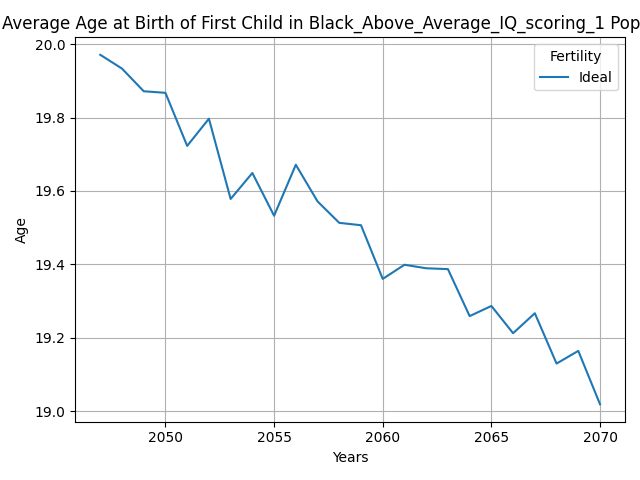 Average Age at Birth of First Child in Black_Above_Average_IQ_scoring_1 Pop
Fertility
Ideal
20.0
19.8
19.6
19.4
19.2
19.0
Age
2050 2055 2060 2065 2070
Years